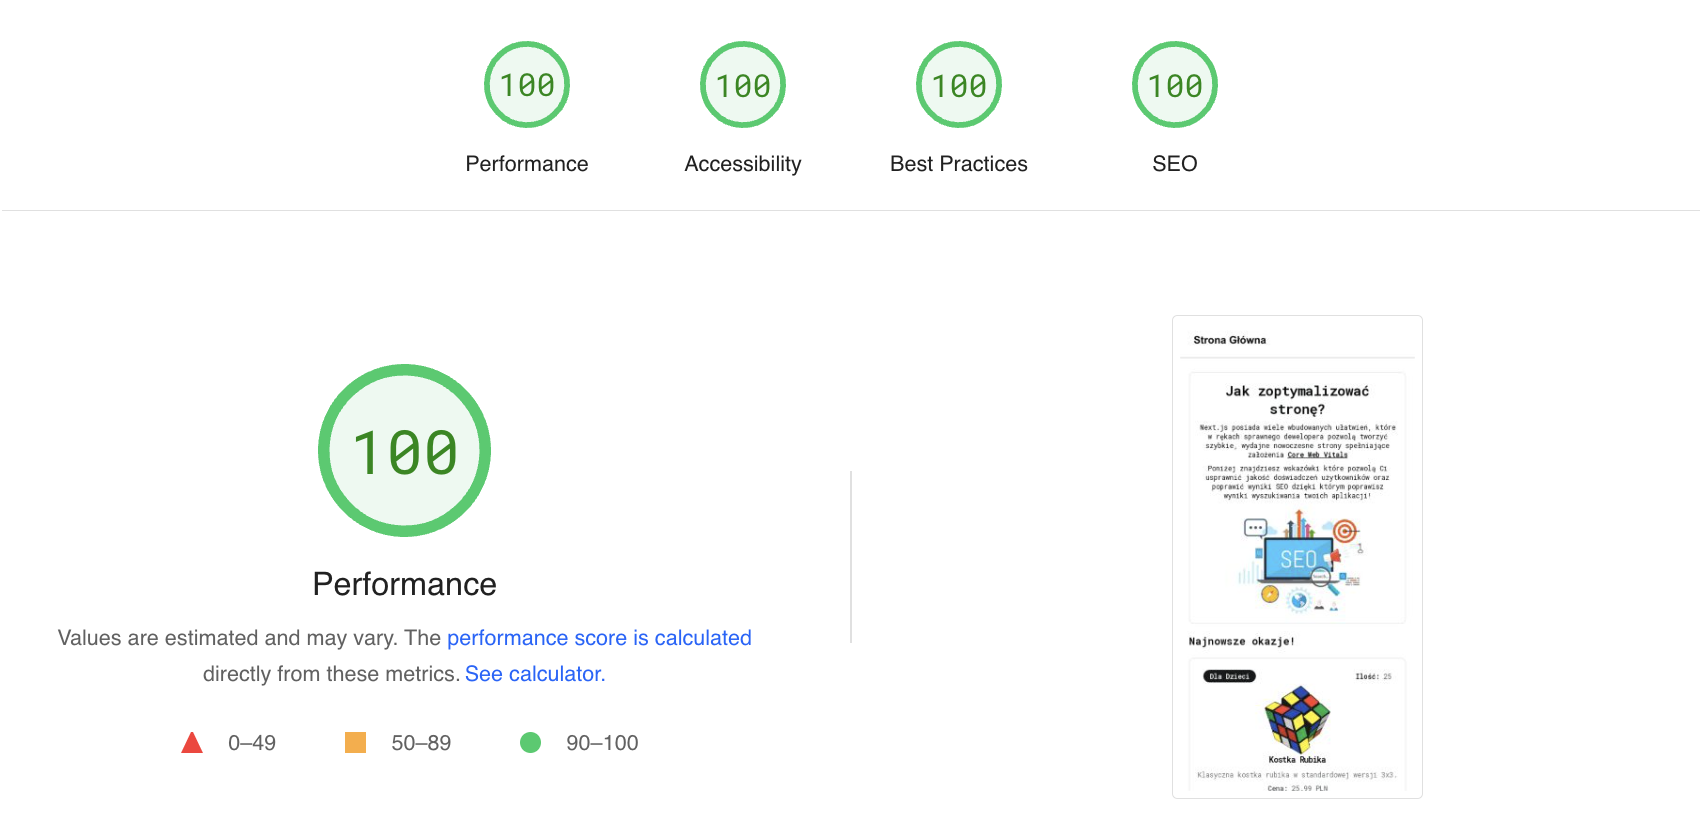 100
100
100
100
Performance
Accessibility
Best Practices
SEO
100
Performance
Values are estimated and may vary. The performance score is calculated
directly from these metrics. See calculator.
0–49
50–89
90–100
Strona Główna
Jak zoptymalizować
stronę?
Next.js posiada wiele wbudowanych ułatwień, które
w rękach sprawnego dewelopera pozwolą tworzyć
szybkie, wydajne nowoczesne strony spełniające
założenia Core Web Vitals
Poniżej znajdziesz wskazówki które pozwolą Ci
usprawnić jakość doświadczeń użytkowników oraz
poprawić wyniki SEO dzięki którym poprawisz
wyniki wyszukiwania twoich aplikacji!
SEO
Najnowsze okazje!
Dla Dzieci
Ilość: 25
Kostka Rubika
Klasyczna kostka rubika w standardowej wersji 3x3.
Cena: 25.99 PLN